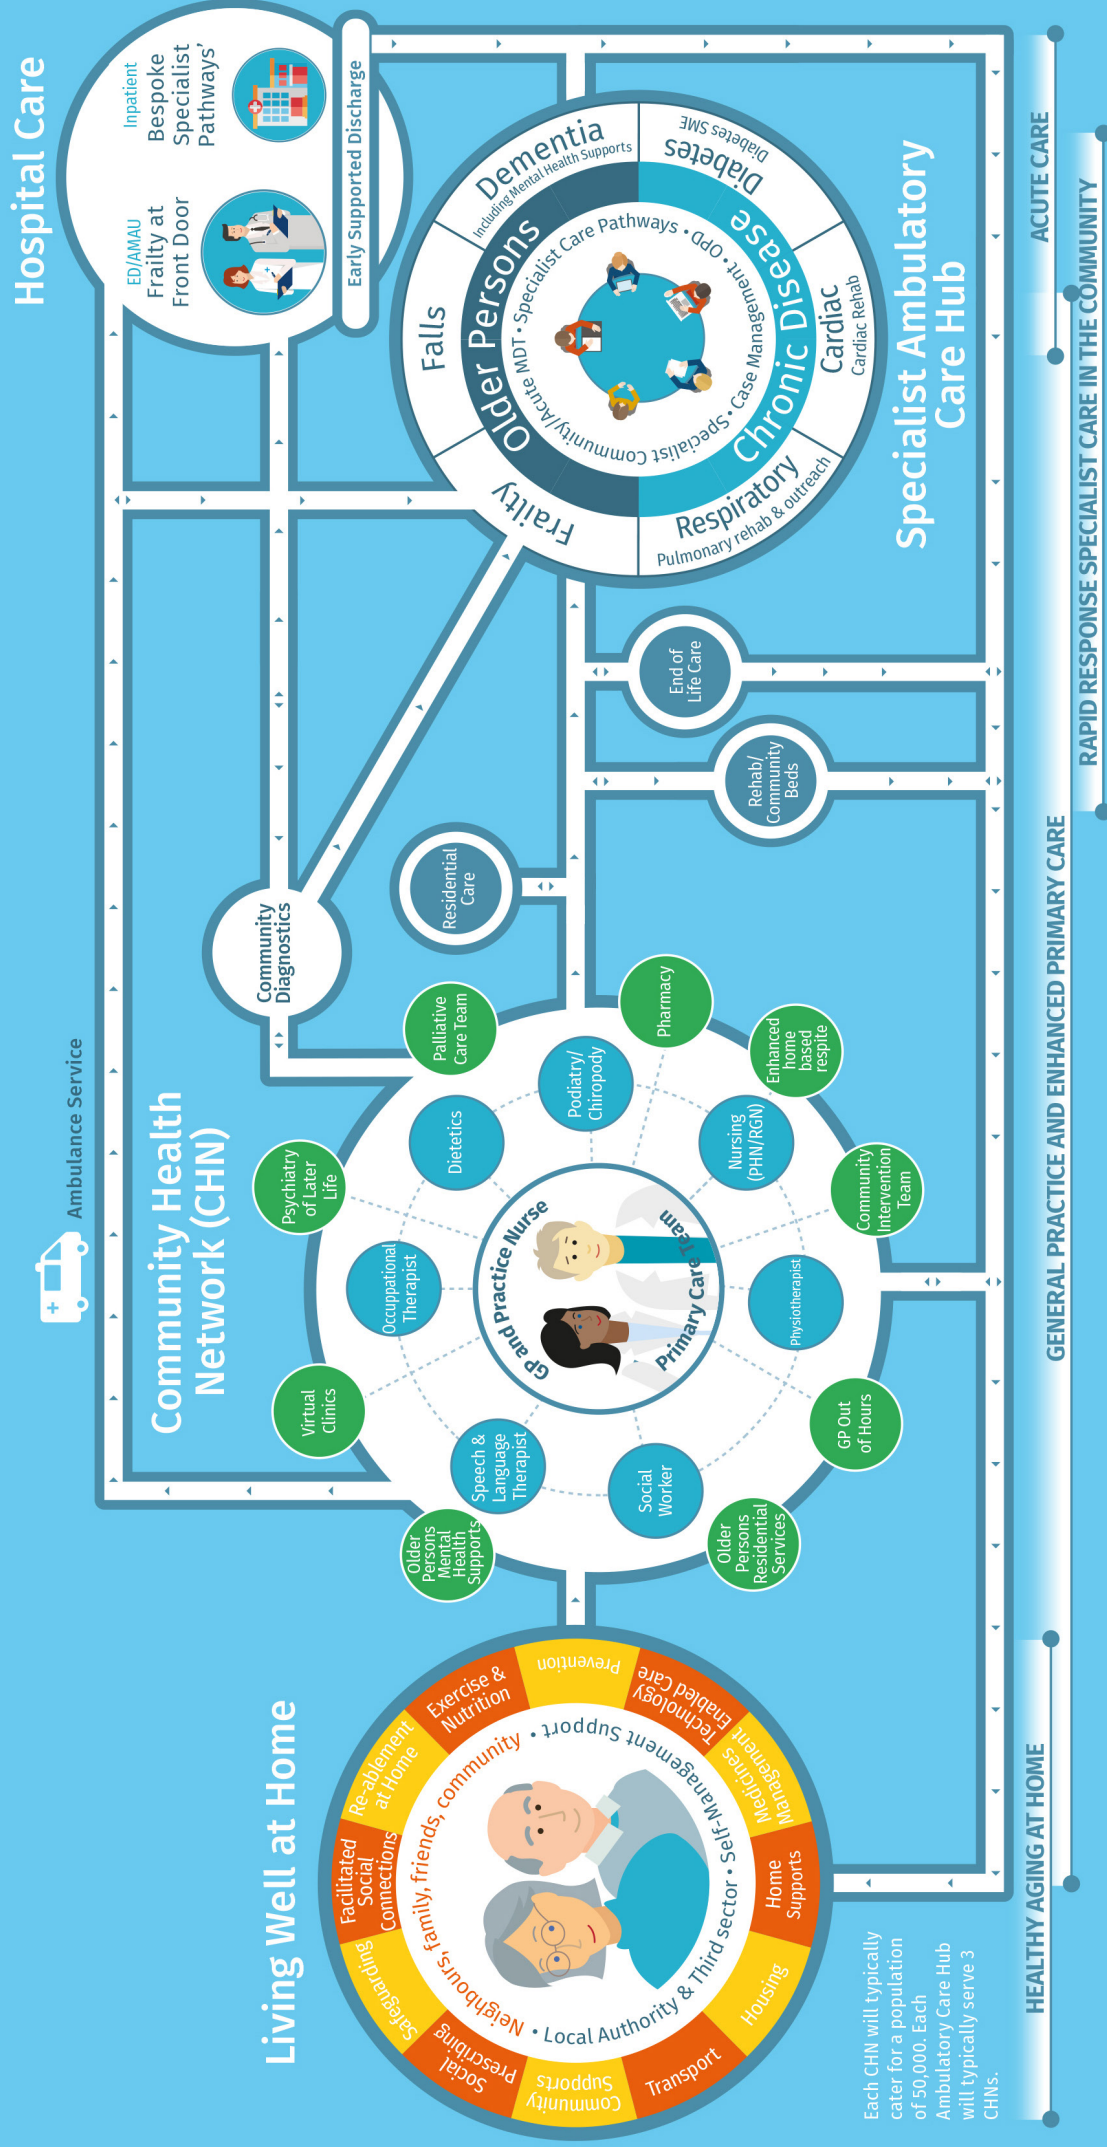 Living Well at Home
Facilitated
Social
Connections
Re-ablement
at Home
Exercise &
Nutrition
Prevention
Technology
Enabled Care
Medicines
Management
Home
Supports
Housing
Transport
Community
Supports
Social
Prescribing
Safeguarding
Neighbours, family, friends, community
• Local Authority & Third sector • Self-Management Support •
Each CHN will typically
cater for a population
of 50,000. Each
Ambulatory Care Hub
will typically serve 3
CHNs.
Ambulance Service
Community Health
Network (CHN)
Older
Persons
Mental
Health
Supports
Virtual
Clinics
Psychiatry
of Later
Life
Palliative
Care Team
Pharmacy
Enhanced
home
based
respite
Community
Intervention
Team
GP Out
of Hours
Older
Persons
Residential
Services
Speech &
Language
Therapist
Occuppational
Therapist
Dietetics
Podiatry/
Chiropody
Nursing
(PHN/RGN)
Physiotherapist
Social
Worker
GP and Practice Nurse
Primary Care Team
Community
Diagnostics
Residential
Care
Rehab/
Community
Beds
End of
Life Care
Hospital Care
ED/AMAU
Frailty at
Front Door
Inpatient
Bespoke
Specialist
Pathways’
Early Supported Discharge
Frailty
Falls
Dementia
Including Mental Health Supports
Diabetes
Diabetes SME
Cardiac
Cardiac Rehab
Respiratory
Pulmonary rehab & outreach
Older Persons
Chronic Disease
Specialist Community/Acute MDT • Specialist Care Pathways • OPD • Case Management •
Specialist Ambulatory
Care Hub
HEALTHY AGING AT HOME
ACUTE CARE
GENERAL PRACTICE AND ENHANCED PRIMARY CARE
RAPID RESPONSE SPECIALIST CARE IN THE COMMUNITY